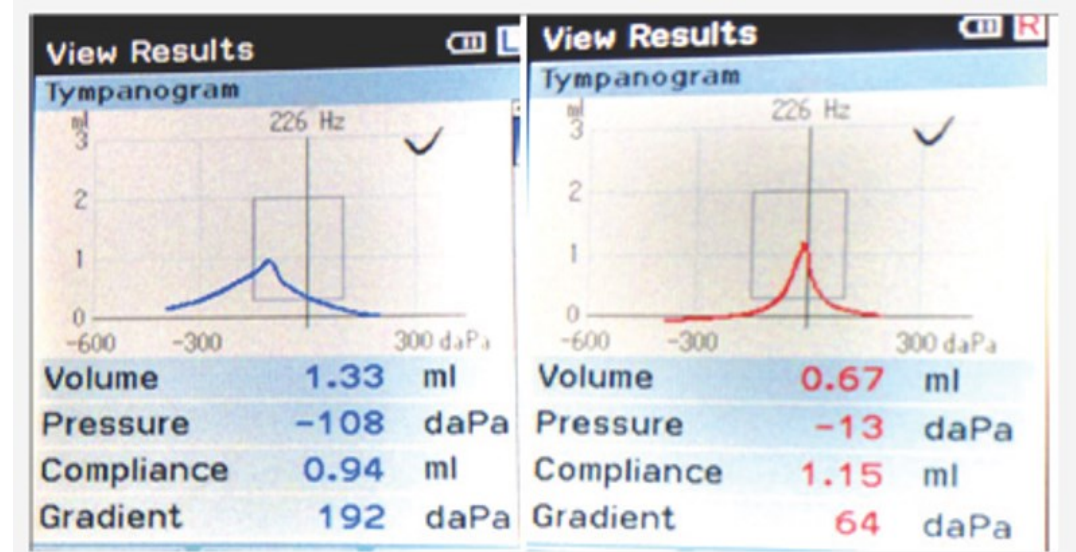 View Results L
Tympanogram
226 Hz
ml
3
2
1
0
-600 -300 300 daPa
Volume 1.33 ml
Pressure -108 daPa
Compliance 0.94 ml
Gradient 192 daPa
View Results R
Tympanogram
226 Hz
ml
3
2
1
0
-600 -300 300 daPa
Volume 0.67 ml
Pressure -13 daPa
Compliance 1.15 ml
Gradient 64 daPa